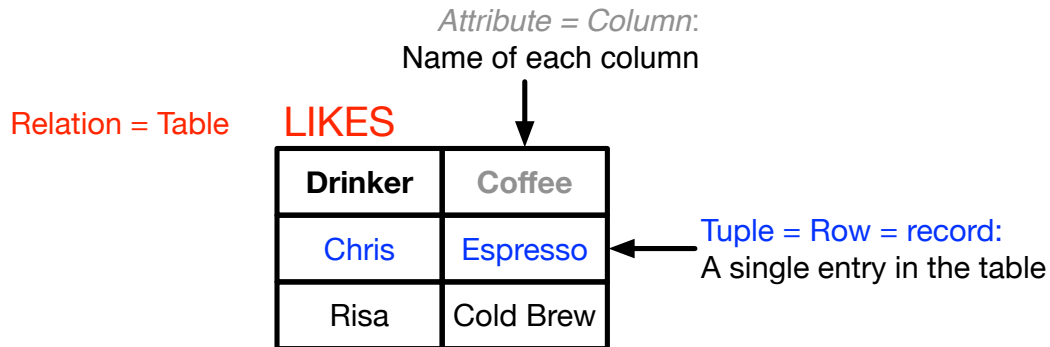 Attribute = Column:
Name of each column
Relation = Table
LIKES
Drinker Coffee
Chris Espresso
Tuple = Row = record:
A single entry in the table
Risa Cold Brew